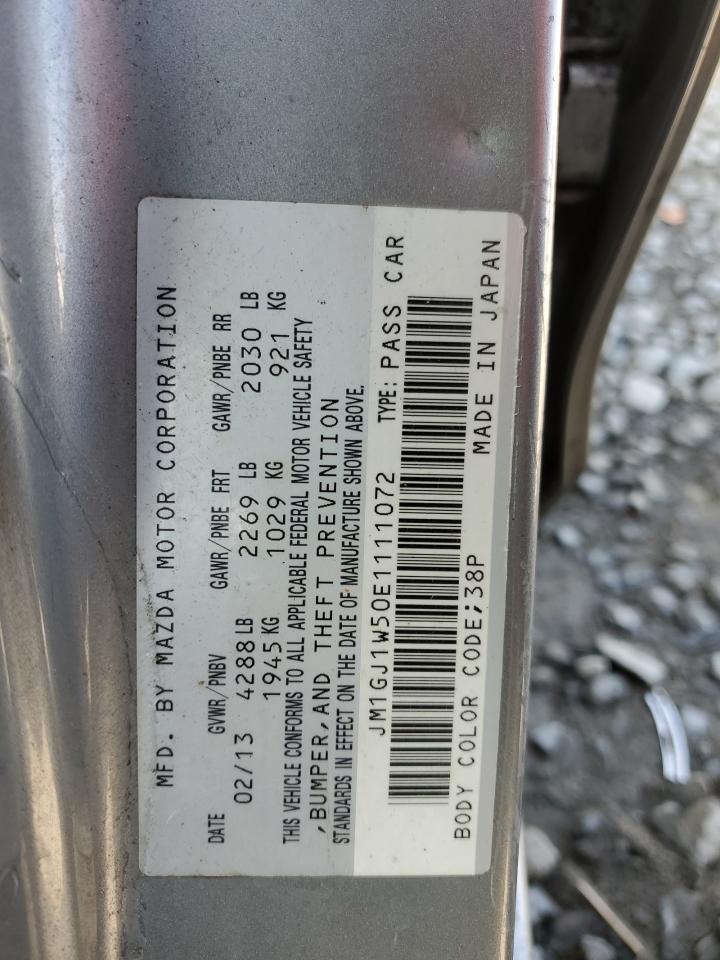 MFD. BY MAZDA MOTOR CORPORATION
DATE GVWR/PNBV GAWR/PNBE FRT GAWR/PNBE RR
02/13 4288 LB 2269 LB 2030 LB
1945 KG 1029 KG 921 KG
THIS VEHICLE CONFORMS TO ALL APPLICABLE FEDERAL MOTOR VEHICLE SAFETY
,BUMPER,AND THEFT PREVENTION
STANDARDS IN EFFECT ON THE DATE OF MANUFACTURE SHOWN ABOVE.
JM1GJ1W50E1111072 TYPE: PASS CAR
BODY COLOR CODE;38P MADE IN JAPAN